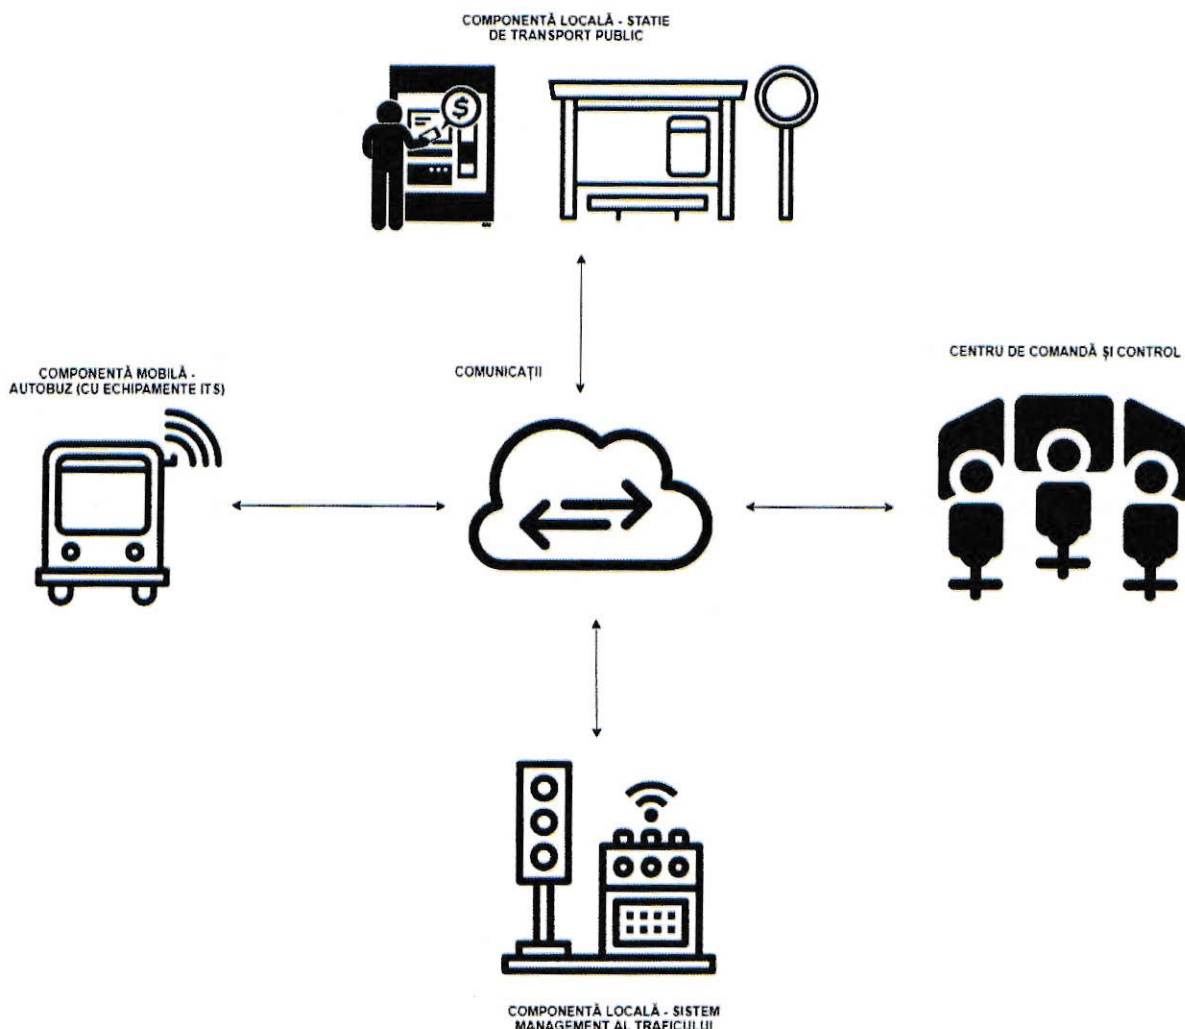 COMPONENTĂ LOCALĂ - STATIE
DE TRANSPORT PUBLIC
$
COMPONENTĂ MOBILĂ -
AUTOBUZ (CU ECHIPAMENTE ITS)
COMUNICAȚII
CENTRU DE COMANDĂ ȘI CONTROL
COMPONENTĂ LOCALĂ - SISTEM
MANAGEMENT AL TRAFICULUI